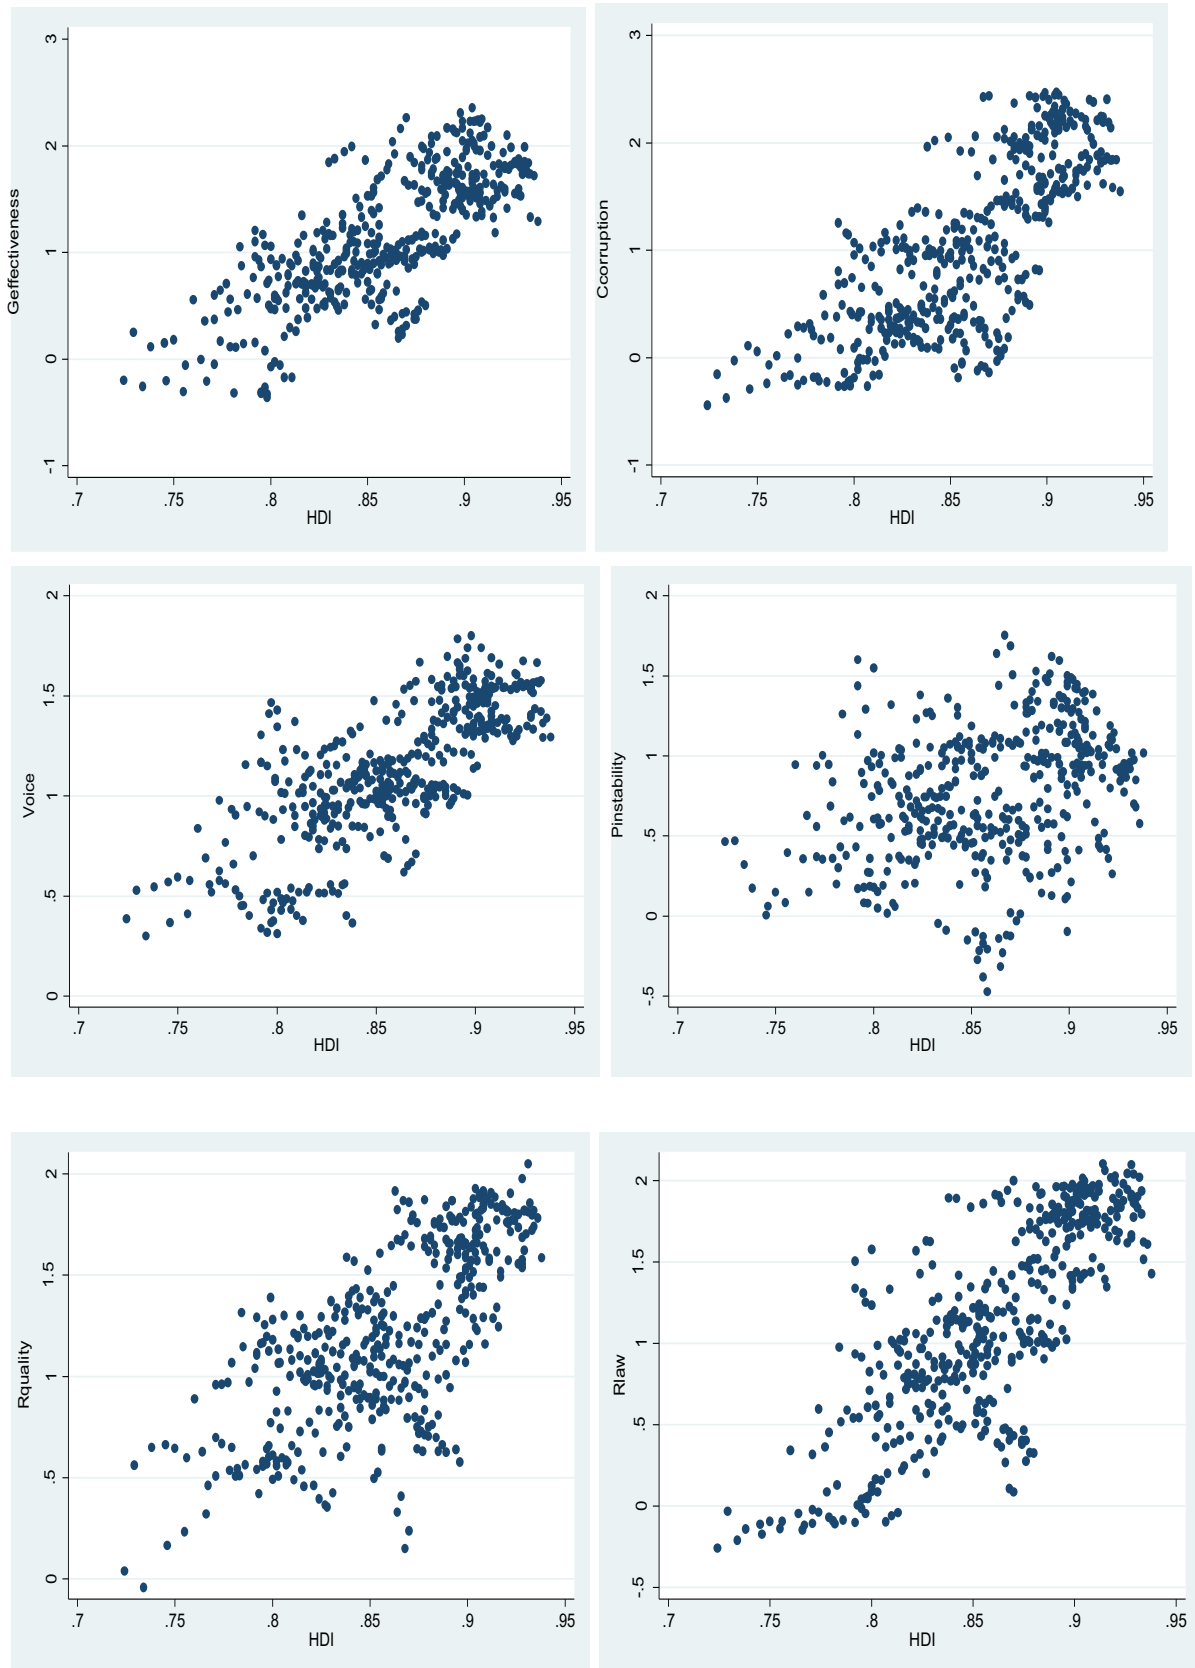 3
2
1
0
-1
Geffectiveness
.7 .75 .8 .85 .9 .95
HDI
3
2
1
0
-1
Ccorruption
.7 .75 .8 .85 .9 .95
HDI
2
1.5
1
.5
0
Voice
.7 .75 .8 .85 .9 .95
HDI
2
1.5
1
.5
0
-.5
Pinstability
.7 .75 .8 .85 .9 .95
HDI
2
1.5
1
.5
0
Rquality
.7 .75 .8 .85 .9 .95
HDI
2
1.5
1
.5
0
-.5
Rlaw
.7 .75 .8 .85 .9 .95
HDI